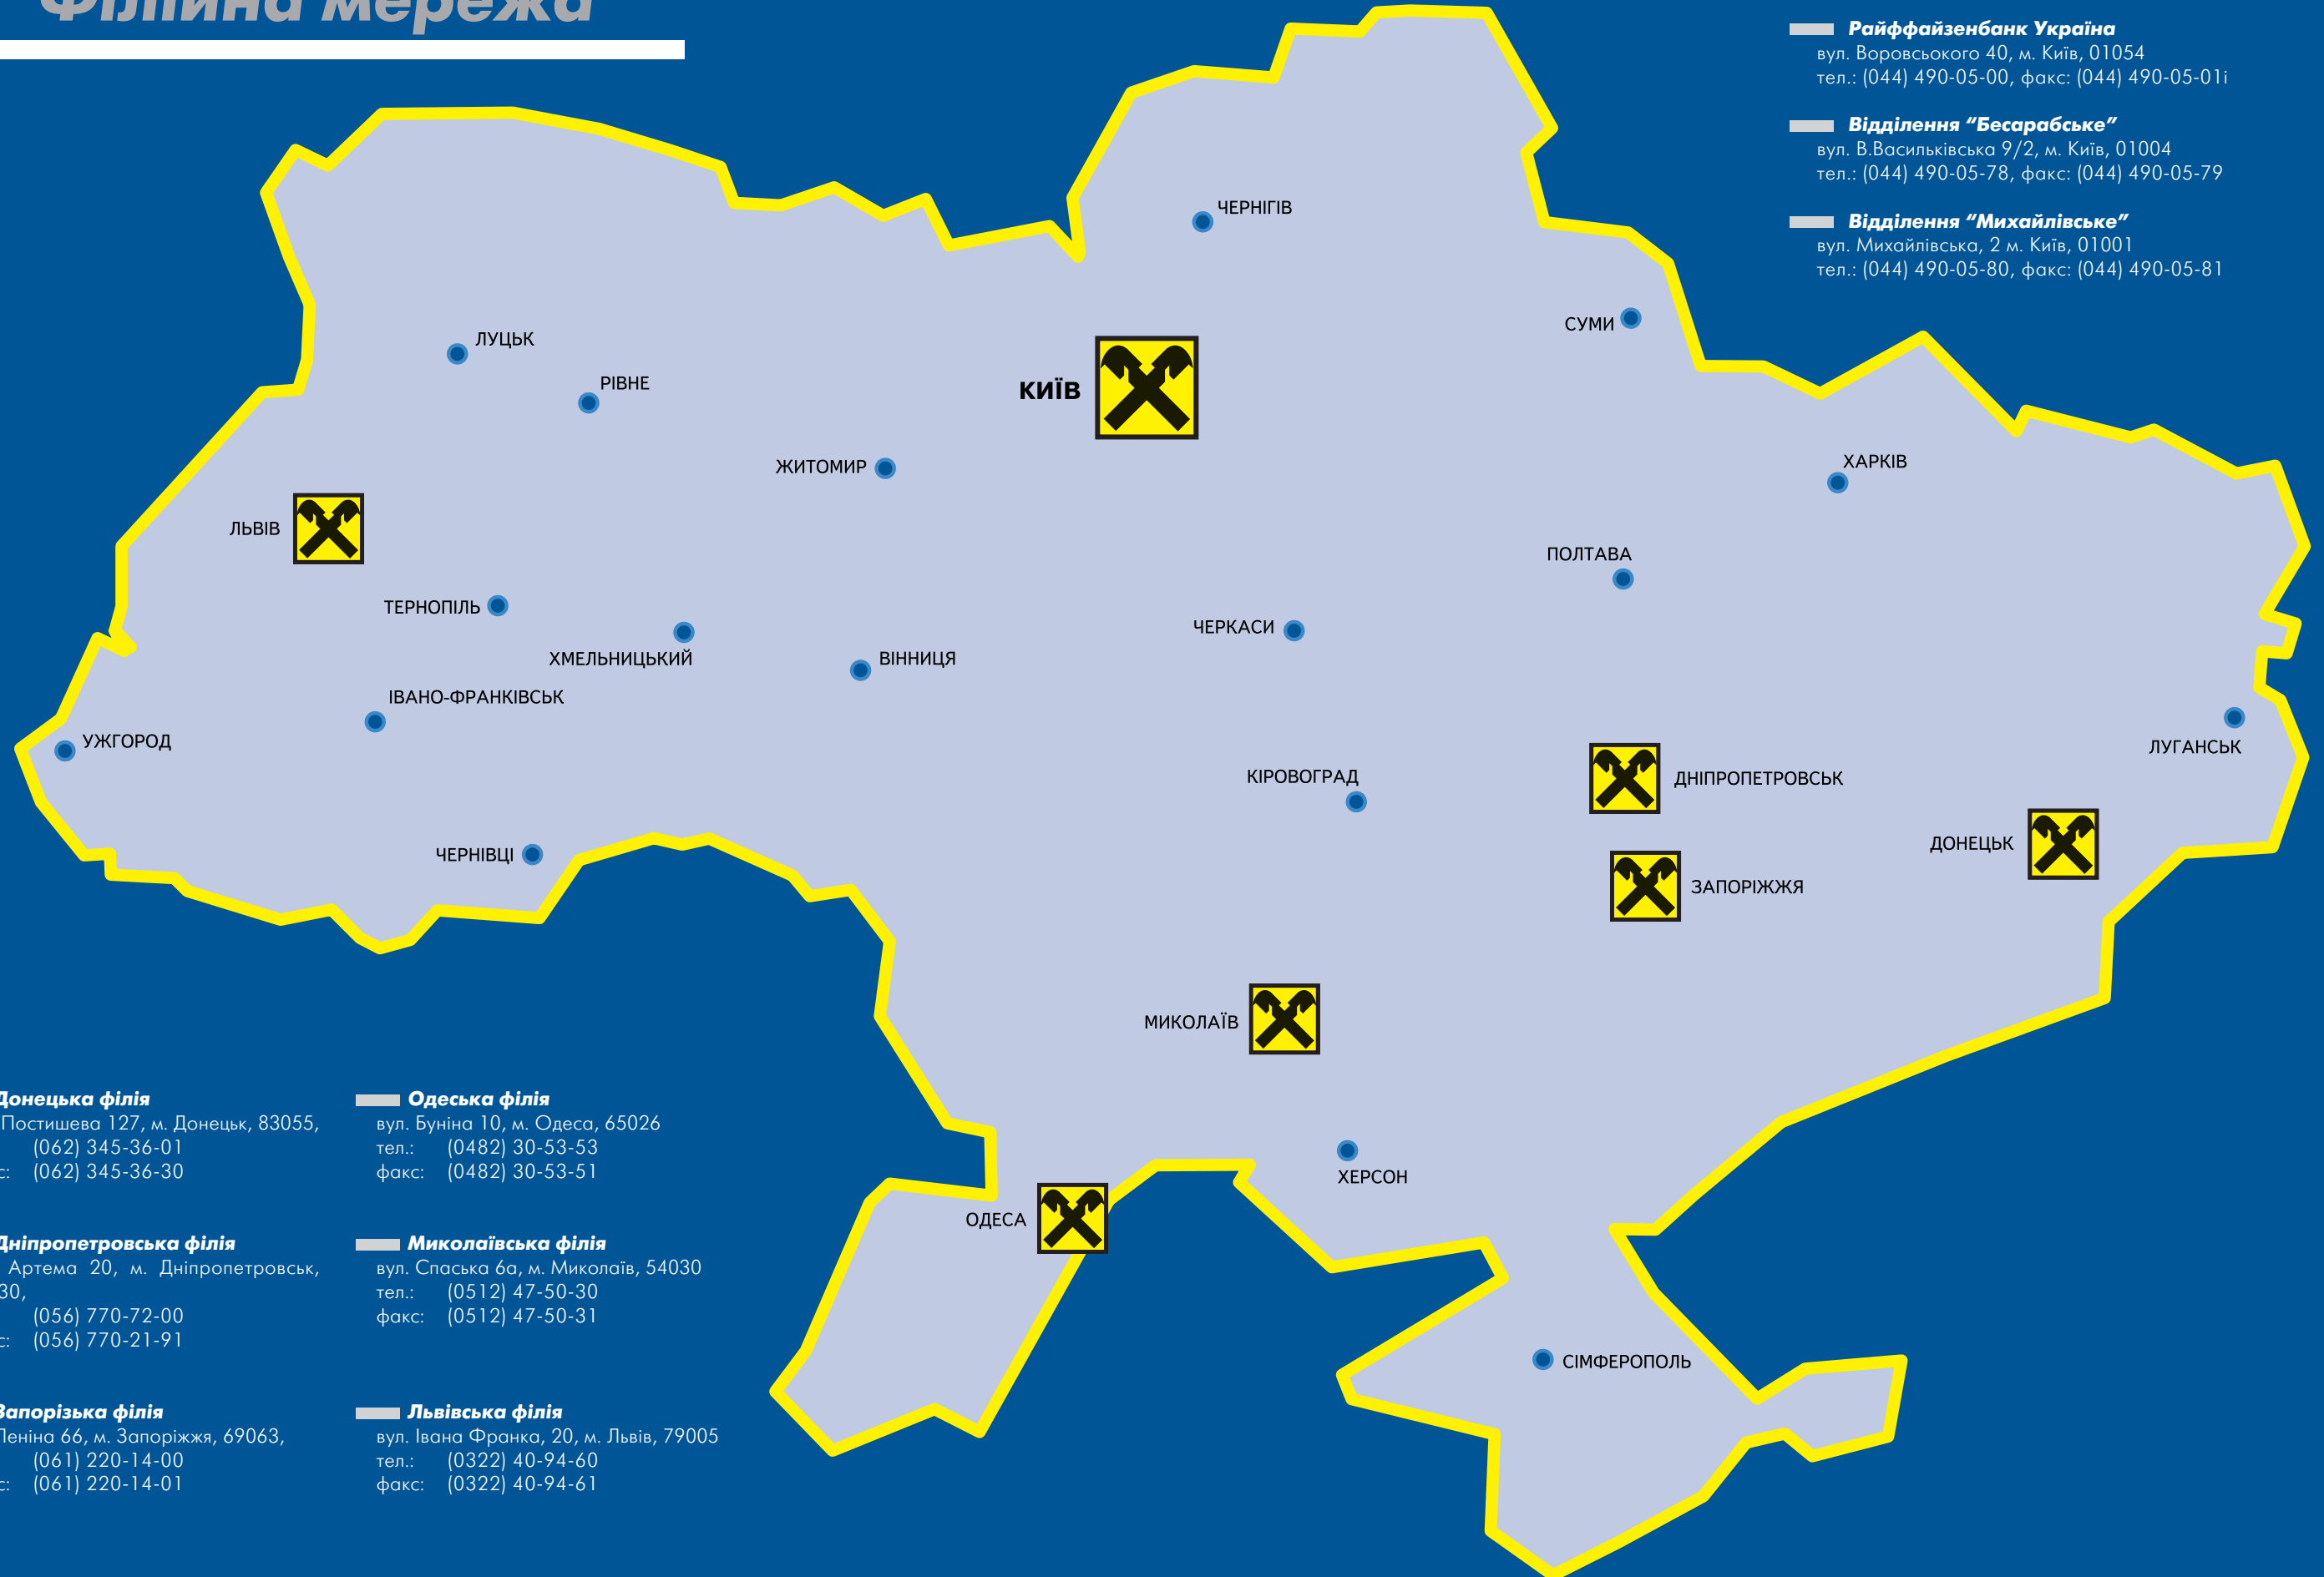 Філійна мережа
Райффайзенбанк Україна
вул. Воровсьокого 40, м. Київ, 01054
тел.: (044) 490-05-00, факс: (044) 490-05-01і
Відділення “Бесарабське”
вул. В.Васильківська 9/2, м. Київ, 01004
тел.: (044) 490-05-78, факс: (044) 490-05-79
Відділення “Михайлівське”
вул. Михайлівська, 2 м. Київ, 01001
тел.: (044) 490-05-80, факс: (044) 490-05-81
ЧЕРНІГІВ
СУМИ
ЛУЦЬК
РІВНЕ
КИЇВ
ЖИТОМИР
ХАРКІВ
ЛЬВІВ
ПОЛТАВА
ТЕРНОПІЛЬ
ЧЕРКАСИ
ХМЕЛЬНИЦЬКИЙ
ВІННИЦЯ
ІВАНО-ФРАНКІВСЬК
УЖГОРОД
ЛУГАНСЬК
КІРОВОГРАД
ДНІПРОПЕТРОВСЬК
ДОНЕЦЬК
ЧЕРНІВЦІ
ЗАПОРІЖЖЯ
МИКОЛАЇВ
ХЕРСОН
ОДЕСА
СІМФЕРОПОЛЬ
Донецька філія
Постишева 127, м. Донецьк, 83055,
(062) 345-36-01
с: (062) 345-36-30
Дніпропетровська філія
Артема 20, м. Дніпропетровськ,
30,
(056) 770-72-00
с: (056) 770-21-91
Запорізька філія
Леніна 66, м. Запоріжжя, 69063,
(061) 220-14-00
с: (061) 220-14-01
Одеська філія
вул. Буніна 10, м. Одеса, 65026
тел.: (0482) 30-53-53
факс: (0482) 30-53-51
Миколаївська філія
вул. Спаська 6а, м. Миколаїв, 54030
тел.: (0512) 47-50-30
факс: (0512) 47-50-31
Львівська філія
вул. Івана Франка, 20, м. Львів, 79005
тел.: (0322) 40-94-60
факс: (0322) 40-94-61